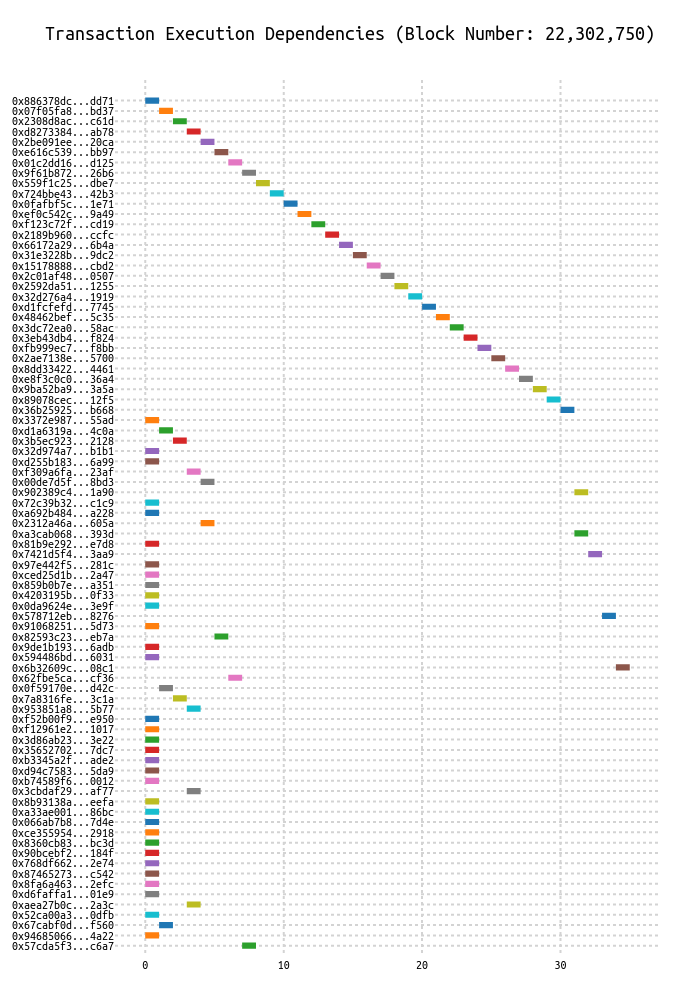 Transaction Execution Dependencies (Block Number: 22,302,750)
0x886378dc...dd71
0x07f05fa8...bd37
0x2308d8ac...c61d
0xd8273384...ab78
0x2be091ee...20ca
0xe616c539...bb97
0x01c2dd16...d125
0x9f61b872...26b6
0x559f1c25...dbe7
0x724bbe43...42b3
0x0fafbf5c...1e71
0xef0c542c...9a49
0xf123c72f...cd19
0x2189b960...ccfc
0x66172a29...6b4a
0x31e3228b...9dc2
0x15178888...cbd2
0x2c01af48...0507
0x2592da51...1255
0x32d276a4...1919
0xd1fcfefd...7745
0x48462bef...5c35
0x3dc72ea0...58ac
0x3eb43db4...f824
0xfb999ec7...f8bb
0x2ae7138e...5700
0x8dd33422...4461
0xe8f3c0c0...36a4
0x9ba52ba9...3a5a
0x89078cec...12f5
0x36b25925...b668
0x3372e987...55ad
0xd1a6319a...4c0a
0x3b5ec923...2128
0x32d974a7...b1b1
0xd255b183...6a99
0xf309a6fa...23af
0x00de7d5f...8bd3
0x902389c4...1a90
0x72c39b32...c1c9
0xa692b484...a228
0x2312a46a...605a
0xa3cab068...393d
0x81b9e292...e7d8
0x7421d5f4...3aa9
0x97e442f5...281c
0xced25d1b...2a47
0x859b0b7e...a351
0x4203195b...0f33
0x0da9624e...3e9f
0x578712eb...8276
0x91068251...5d73
0x82593c23...eb7a
0x9de1b193...6adb
0x594486bd...6031
0x6b32609c...08c1
0x62fbe5ca...cf36
0x0f59170e...d42c
0x7a8316fe...3c1a
0x953851a8...5b77
0xf52b00f9...e950
0xf12961e2...1017
0x3d86ab23...3e22
0x35652702...7dc7
0xb3345a2f...ade2
0xd94c7583...5da9
0xb74589f6...0012
0x3cbdaf29...af77
0x8b93138a...eefa
0xa33ae001...86bc
0x066ab7b8...7d4e
0xce355954...2918
0x8360cb83...bc3d
0x90bcebf2...184f
0x768df662...2e74
0x87465273...c542
0x8fa6a463...2efc
0xd6faffa1...01e9
0xaea27b0c...2a3c
0x52ca00a3...0dfb
0x67cabf0d...f560
0x94685066...4a22
0x57cda5f3...c6a7
0 10 20 30